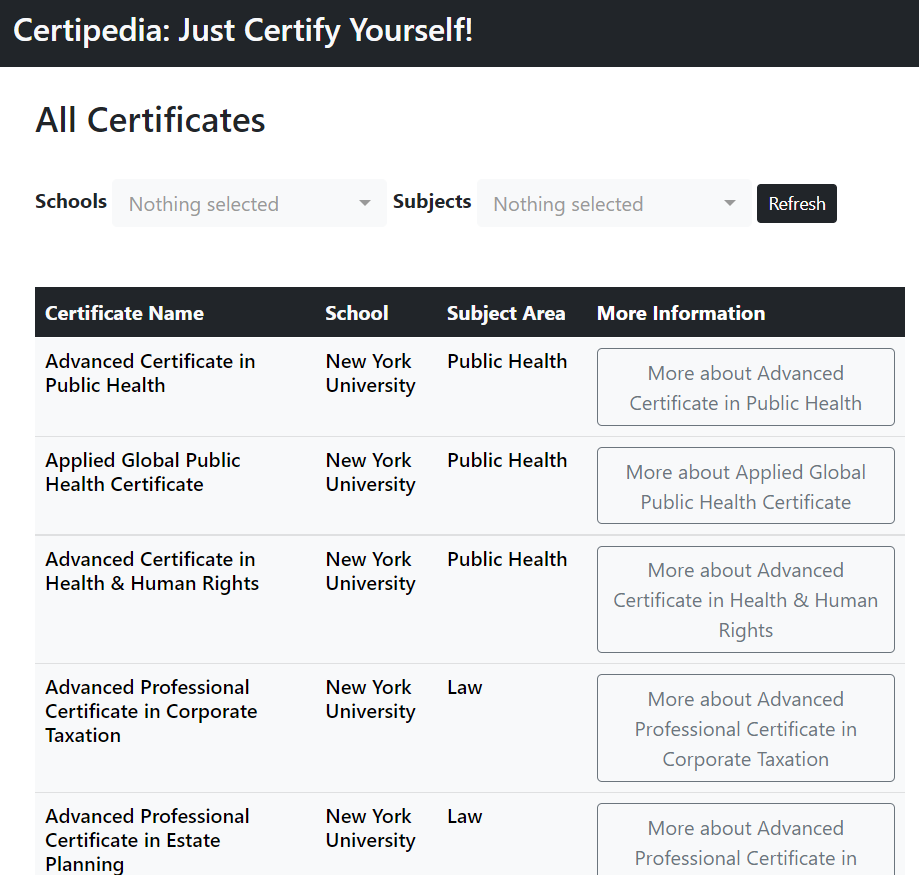 Certipedia: Just Certify Yourself!
All Certificates
Schools Nothing selected Subjects Nothing selected Refresh
Certificate Name School Subject Area More Information
Advanced Certificate in
Public Health
New York
University
Public Health
More about Advanced
Certificate in Public Health
Applied Global Public
Health Certificate
New York
University
Public Health
More about Applied Global
Public Health Certificate
Advanced Certificate in
Health & Human Rights
New York
University
Public Health
More about Advanced
Certificate in Health & Human
Rights
Advanced Professional
Certificate in Corporate
Taxation
New York
University
Law
More about Advanced
Professional Certificate in
Corporate Taxation
Advanced Professional
Certificate in Estate
Planning
New York
University
Law
More about Advanced
Professional Certificate in